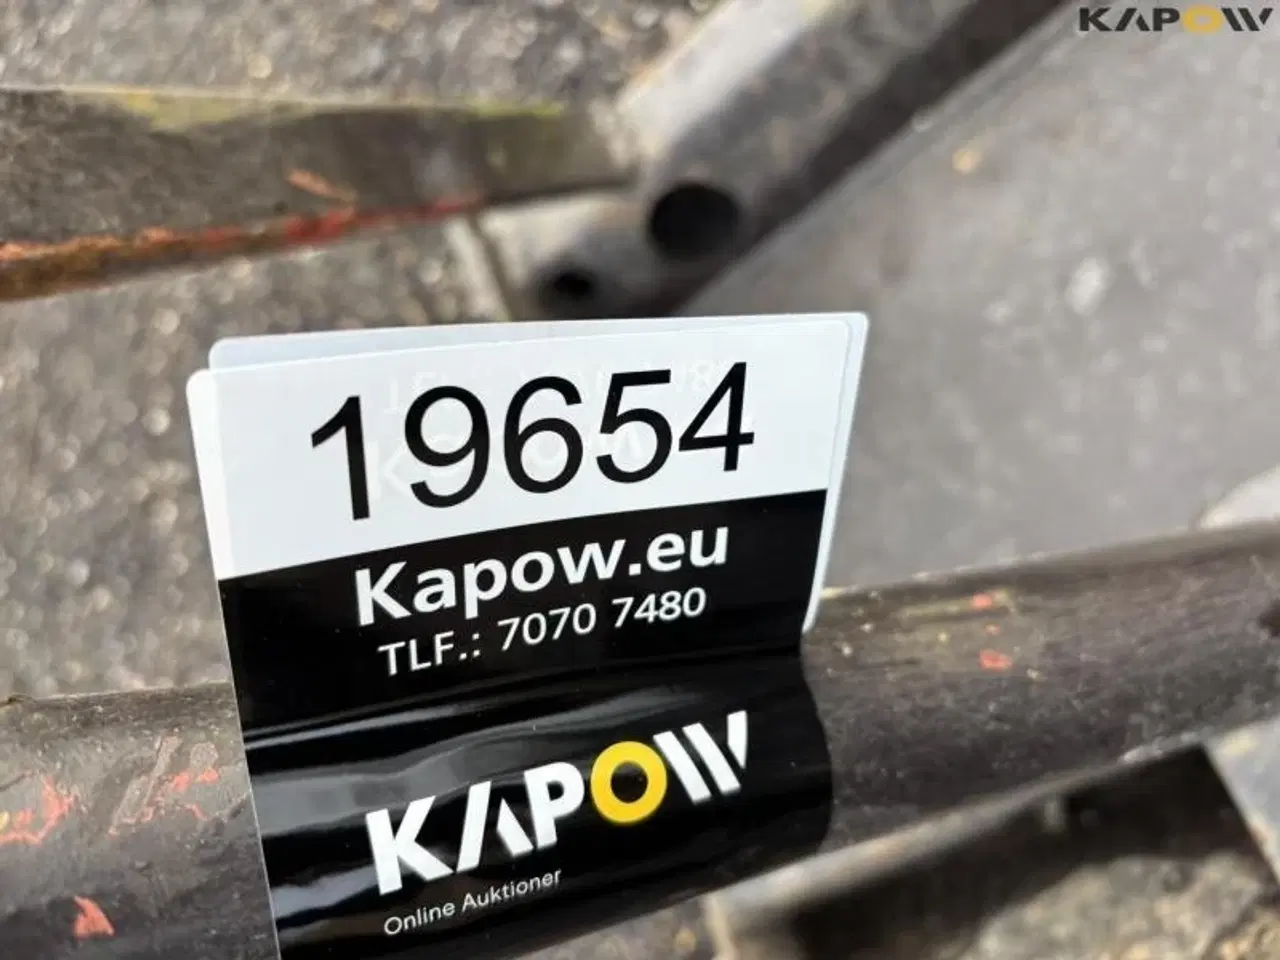 KAPOW
19654
Kapow.eu
TLF.: 7070 7480
KAPOW
Online Auktioner